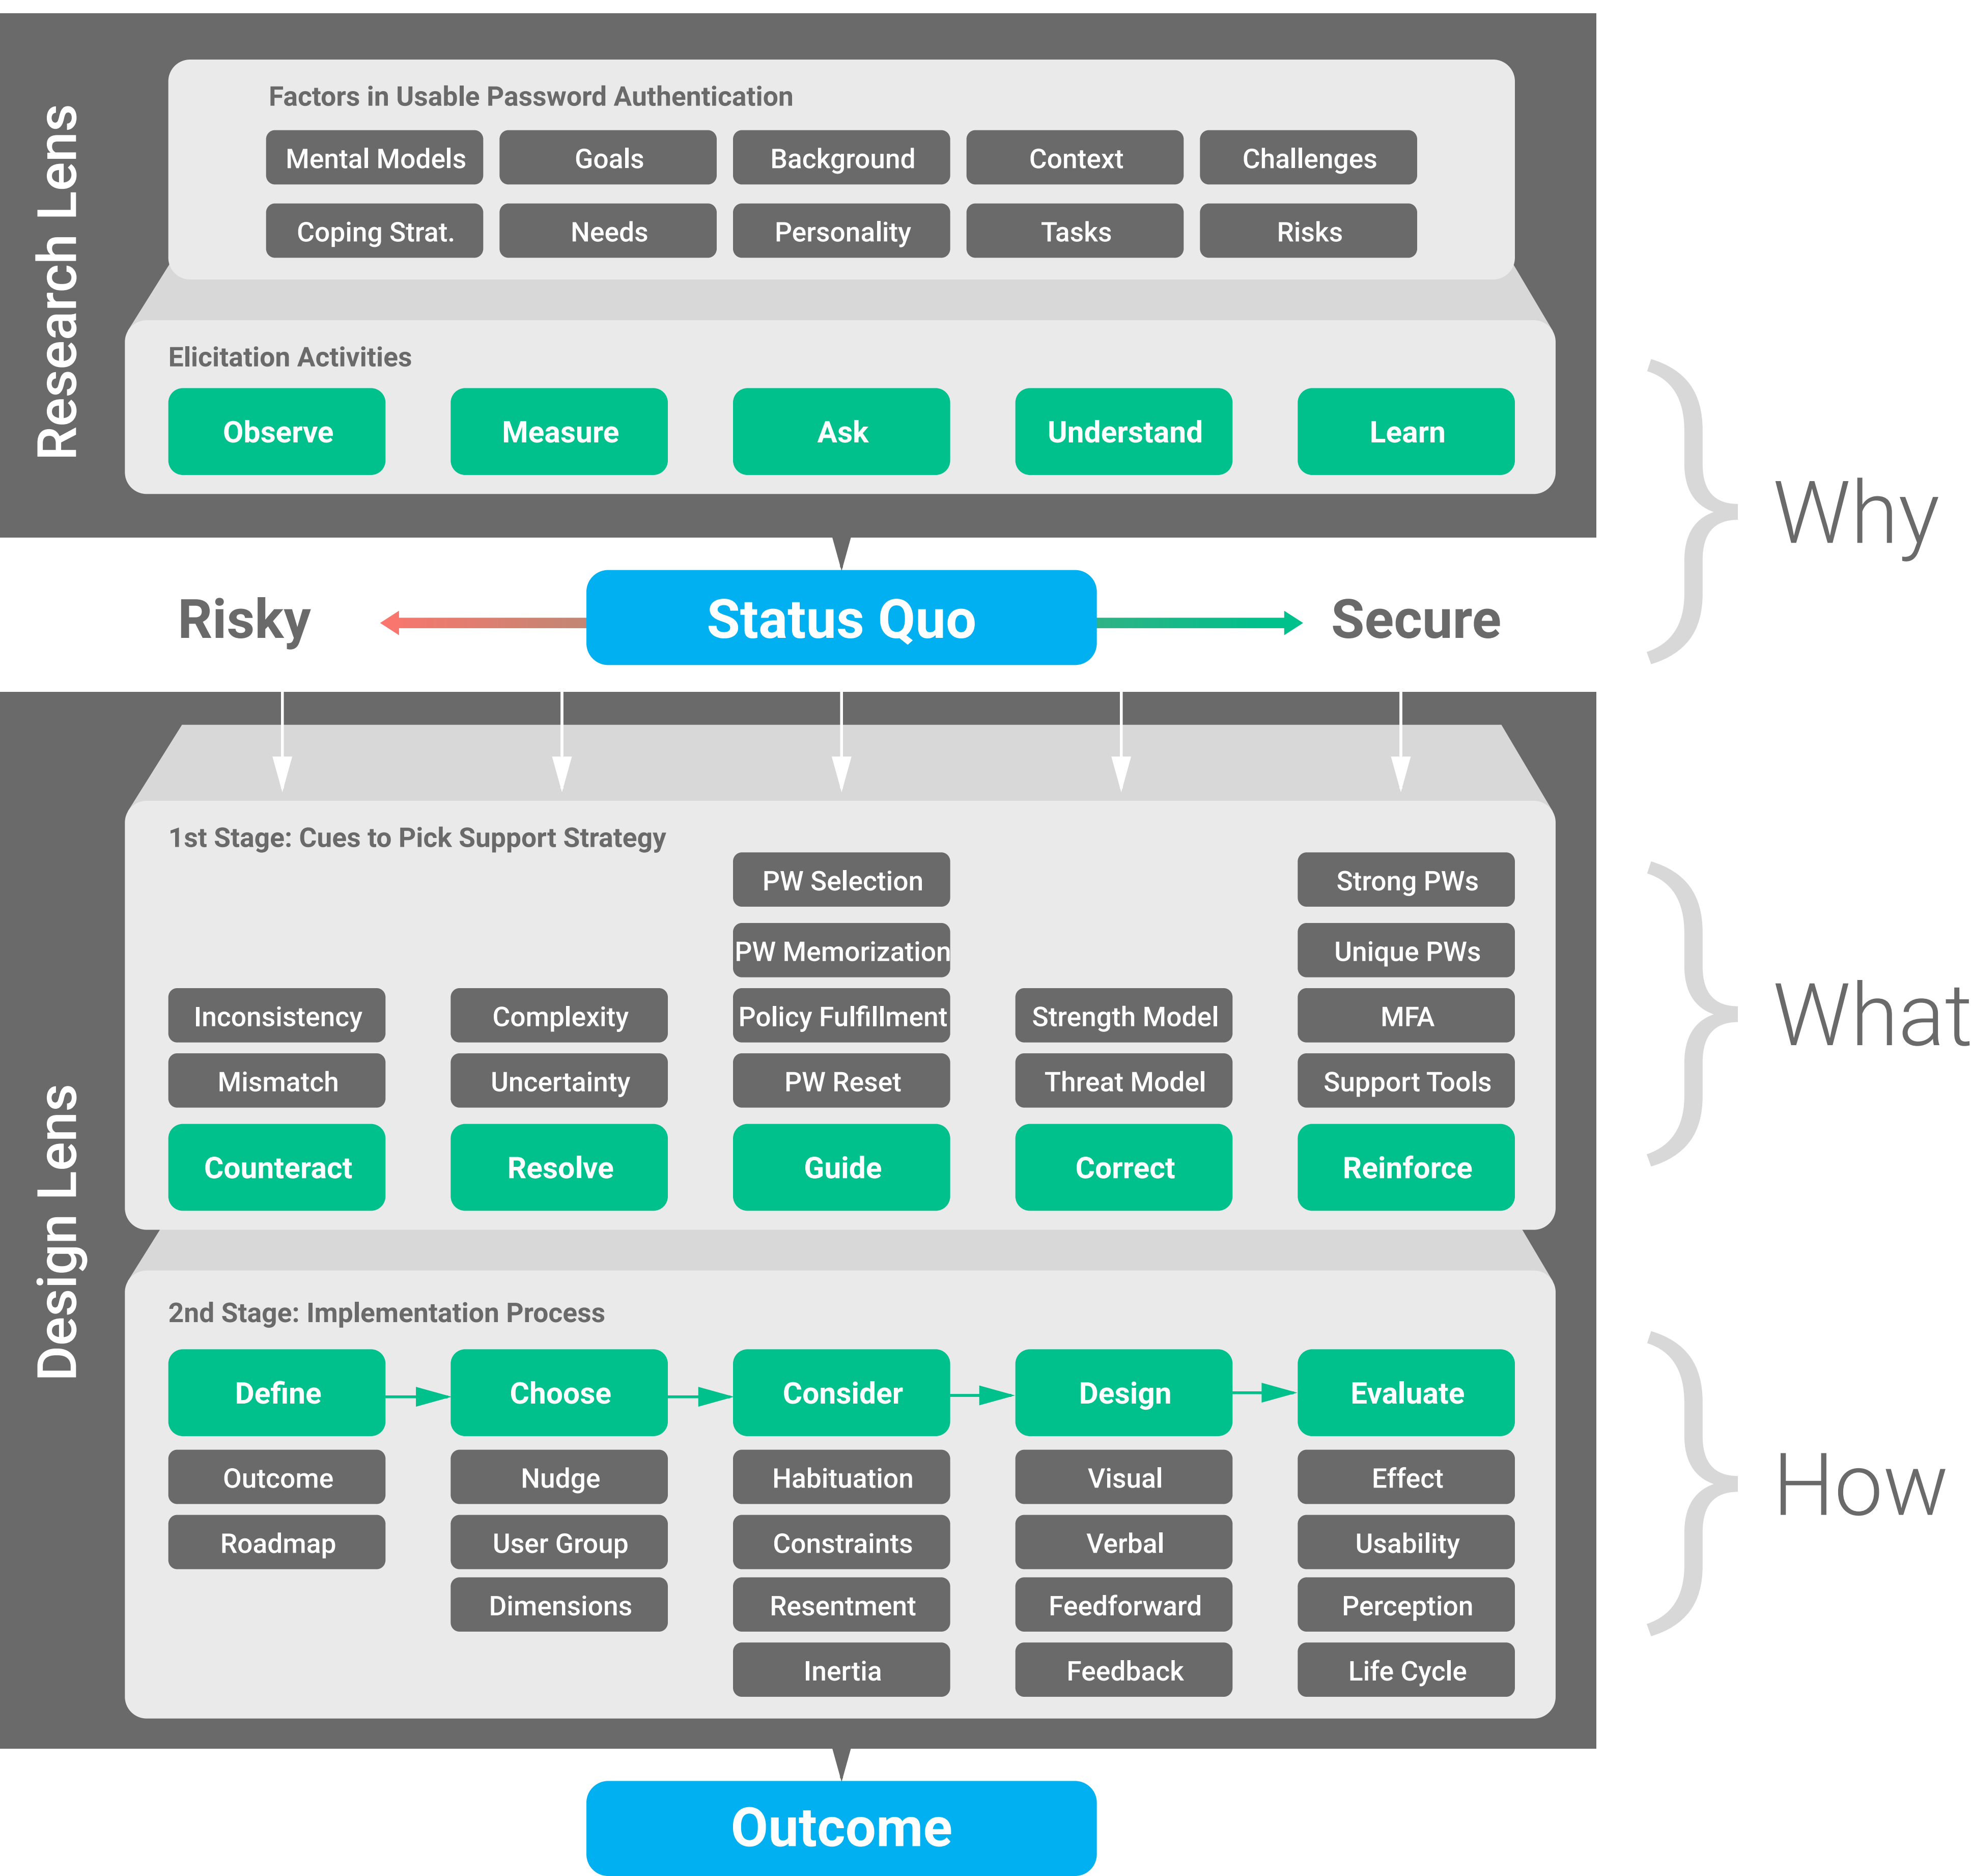 Research Lens
Factors in Usable Password Authentication
Mental Models Goals Background Context Challenges
Coping Strat. Needs Personality Tasks Risks
Elicitation Activities
Observe Measure Ask Understand Learn
Why
Risky Status Quo Secure
Design Lens
1st Stage: Cues to Pick Support Strategy
PW Selection Strong PWs
PW Memorization Unique PWs
Inconsistency Complexity Policy Fulfillment Strength Model MFA
Mismatch Uncertainty PW Reset Threat Model Support Tools
Counteract Resolve Guide Correct Reinforce
What
2nd Stage: Implementation Process
Define Choose Consider Design Evaluate
Outcome Nudge Habituation Visual Effect
Roadmap User Group Constraints Verbal Usability
Dimensions Resentment Feedforward Perception
Inertia Feedback Life Cycle
How
Outcome